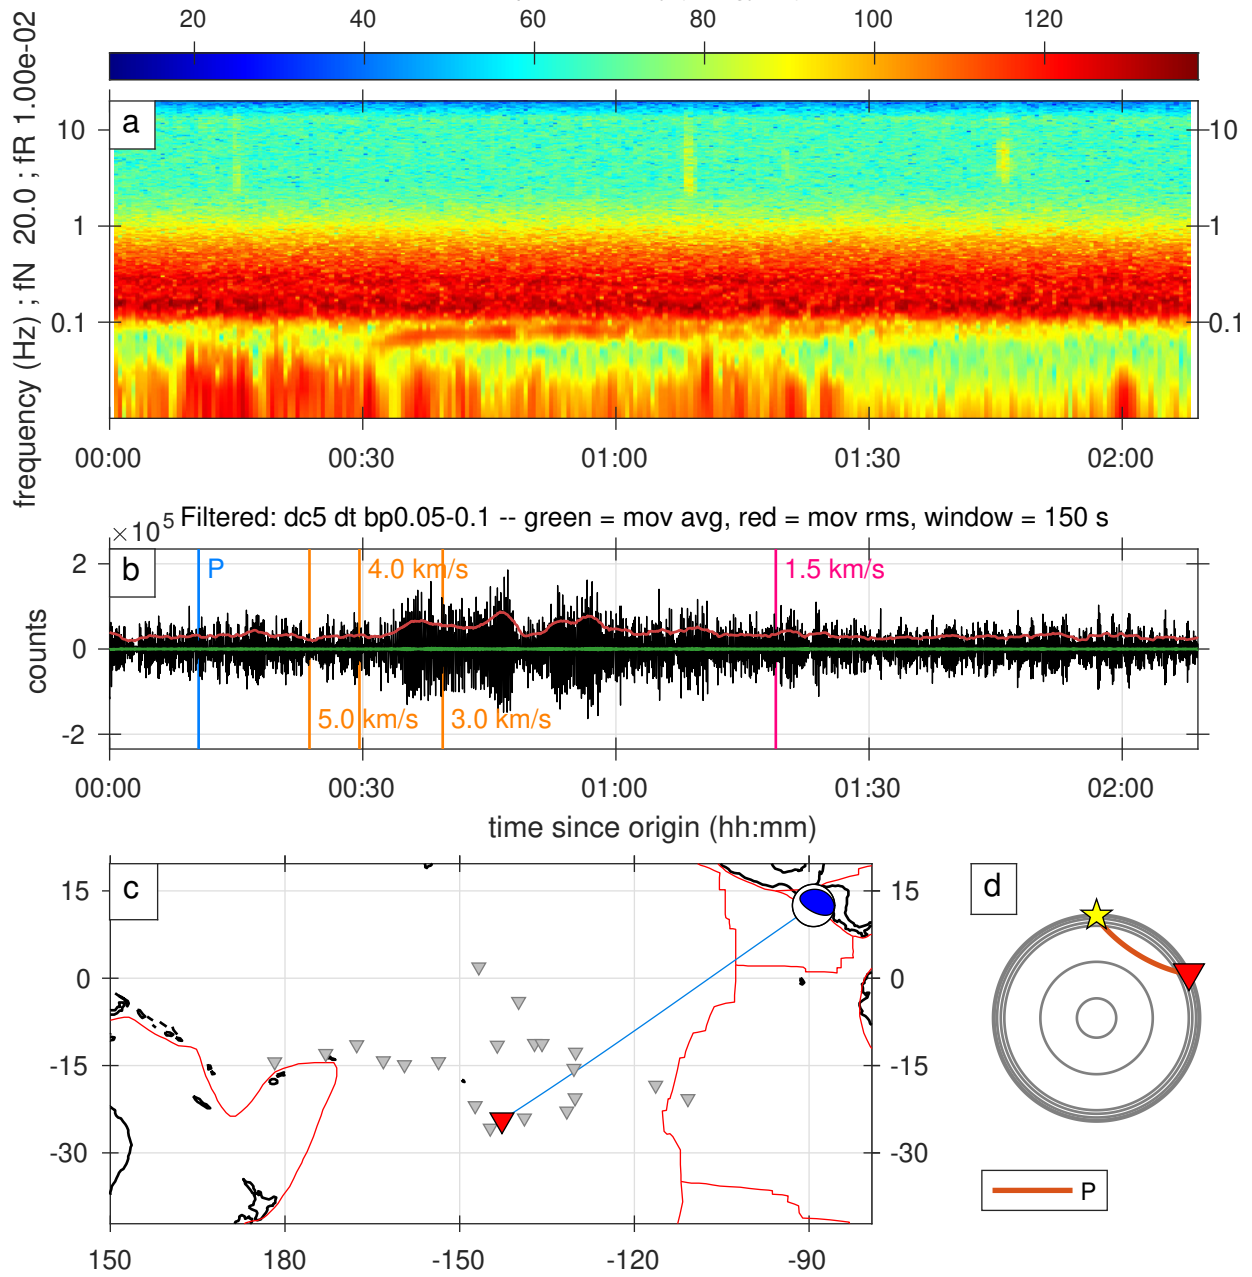 20 40 60 80 100 120
frequency (Hz) ; fN 20.0 ; fR 1.00e-02
a
10 10
1 1
0.1 0.1
00:00 00:30 01:00 01:30 02:00
×10^5 Filtered: dc5 dt bp0.05-0.1 -- green = mov avg, red = mov rms, window = 150 s
b
P
4.0 km/s
1.5 km/s
2
0
-2
counts
5.0 km/s
3.0 km/s
00:00 00:30 01:00 01:30 02:00
time since origin (hh:mm)
c
d
15 15
0 0
-15 -15
-30 -30
P
150 180 -150 -120 -90